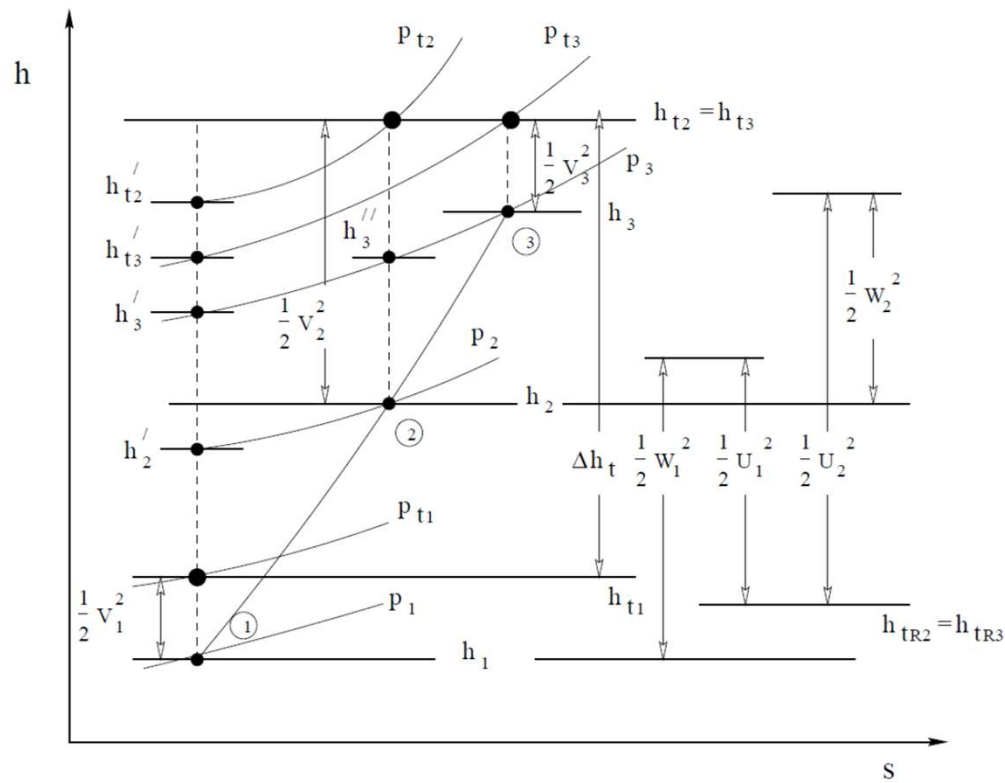 h
p t2
p t3
h t2 = h t3
1/2 V3^2
p 3
h t2 ′
h 3
h t3 ′
h 3 ′′
3
h 3 ′
1/2 V2^2
1/2 W2^2
p 2
h 2
2
h 2 ′
Δh t
1/2 W1^2
1/2 U1^2
1/2 U2^2
p t1
1/2 V1^2
p 1
h t1
1
h tR2 = h tR3
h 1
s